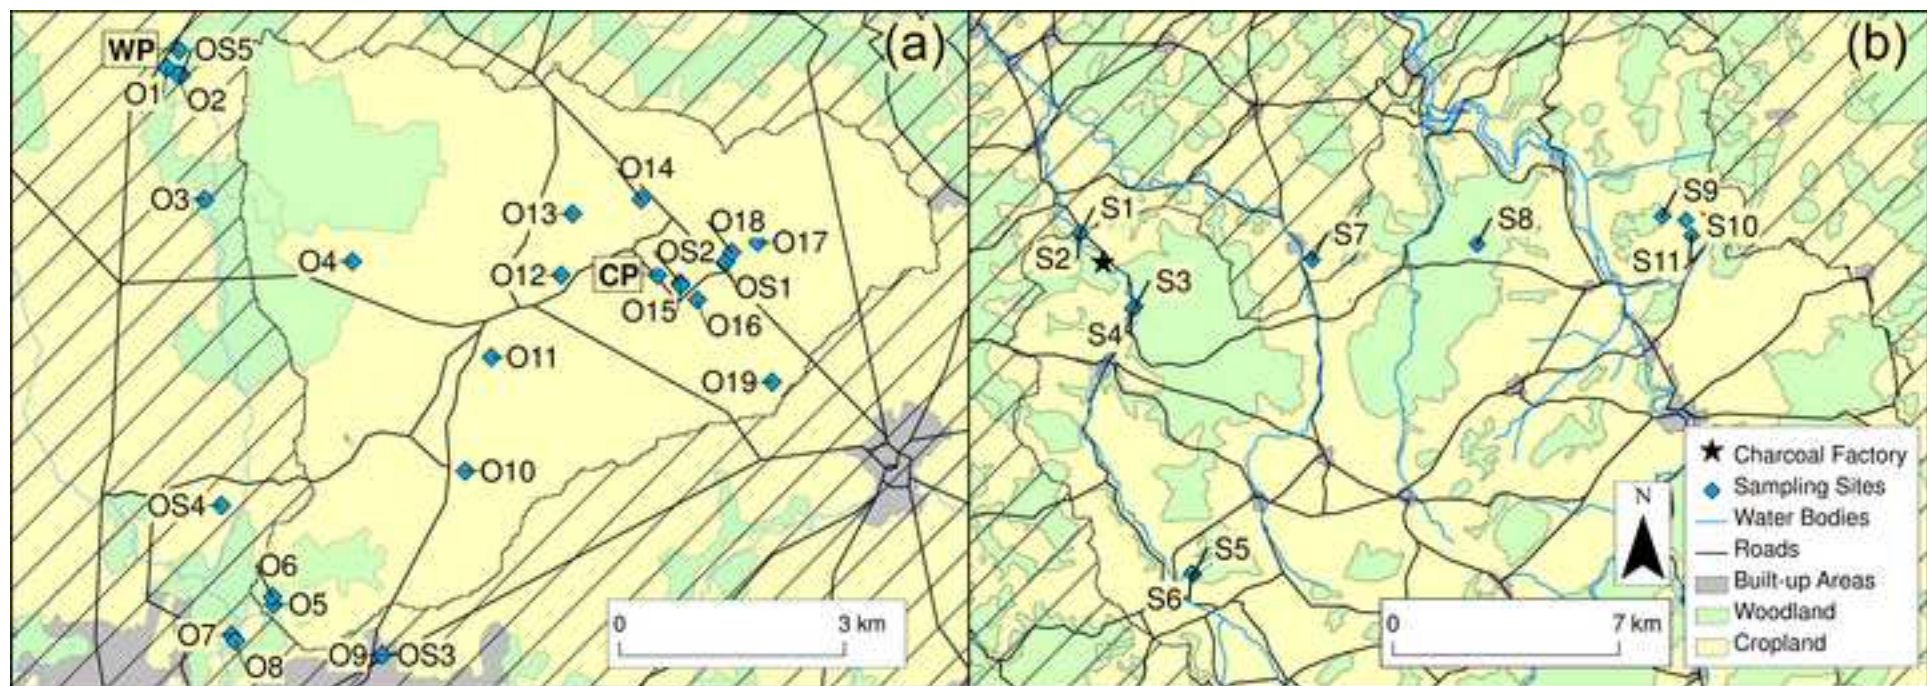 (a)
WP
OS5
O1
O2
O3
O14
O13
O18
O17
OS2
O4
O12
CP
OS1
O15
O16
O11
O19
O10
OS4
O6
O5
O7
O8
O9
OS3
0
3 km
(b)
S1
S2
S9
S10
S8
S7
S11
S3
S4
S5
S6
0
7 km
N
Charcoal Factory
Sampling Sites
Water Bodies
Roads
Built-up Areas
Woodland
Cropland